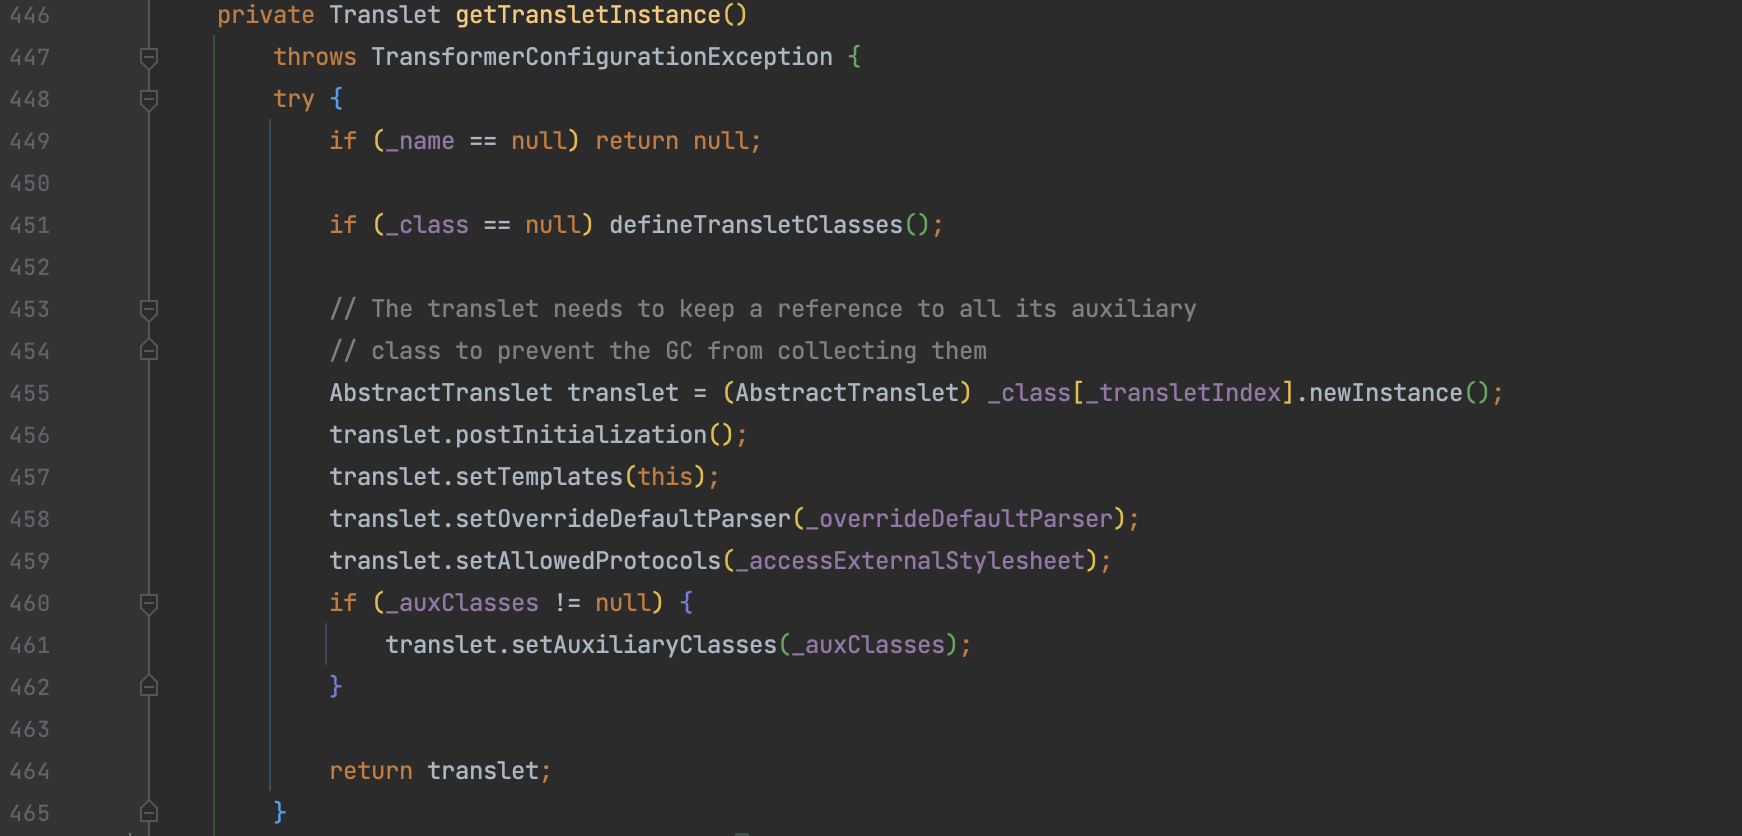 446 private Translet getTransletInstance()
447 throws TransformerConfigurationException {
448 try {
449 if (_name == null) return null;
450
451 if (_class == null) defineTransletClasses();
452
453 // The translet needs to keep a reference to all its auxiliary
454 // class to prevent the GC from collecting them
455 AbstractTranslet translet = (AbstractTranslet) _class[_transletIndex].newInstance();
456 translet.postInitialization();
457 translet.setTemplates(this);
458 translet.setOverrideDefaultParser(_overrideDefaultParser);
459 translet.setAllowedProtocols(_accessExternalStylesheet);
460 if (_auxClasses != null) {
461 translet.setAuxiliaryClasses(_auxClasses);
462 }
463
464 return translet;
465 }